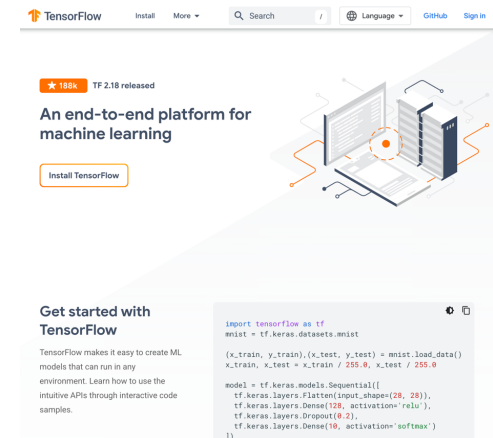 TensorFlow Install More Search / Language GitHub Sign in
188k TF 2.18 released
An end-to-end platform for
machine learning
Install TensorFlow
Get started with
TensorFlow
TensorFlow makes it easy to create ML
models that can run in any
environment. Learn how to use the
intuitive APIs through interactive code
samples.
import tensorflow as tf
mnist = tf.keras.datasets.mnist
(x_train, y_train),(x_test, y_test) = mnist.load_data()
x_train, x_test = x_train / 255.0, x_test / 255.0
model = tf.keras.models.Sequential([
  tf.keras.layers.Flatten(input_shape=(28, 28)),
  tf.keras.layers.Dense(128, activation='relu'),
  tf.keras.layers.Dropout(0.2),
  tf.keras.layers.Dense(10, activation='softmax')
])